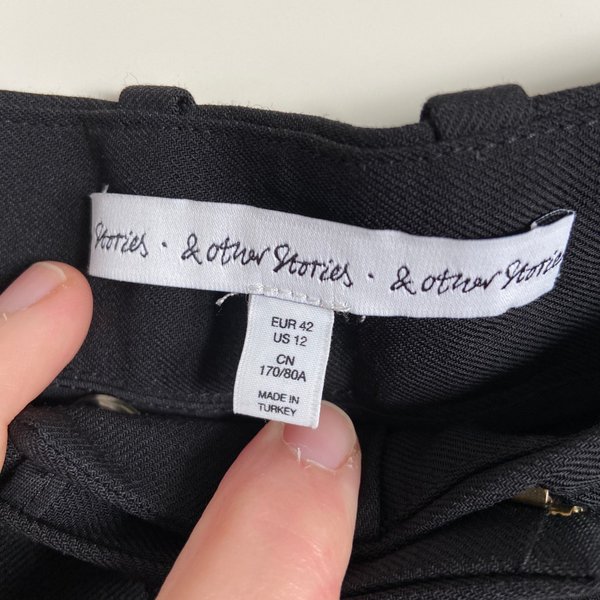 Stories · & Other Stories · & Other Stories
EUR 42
US 12
CN
170/80A
MADE IN
TURKEY